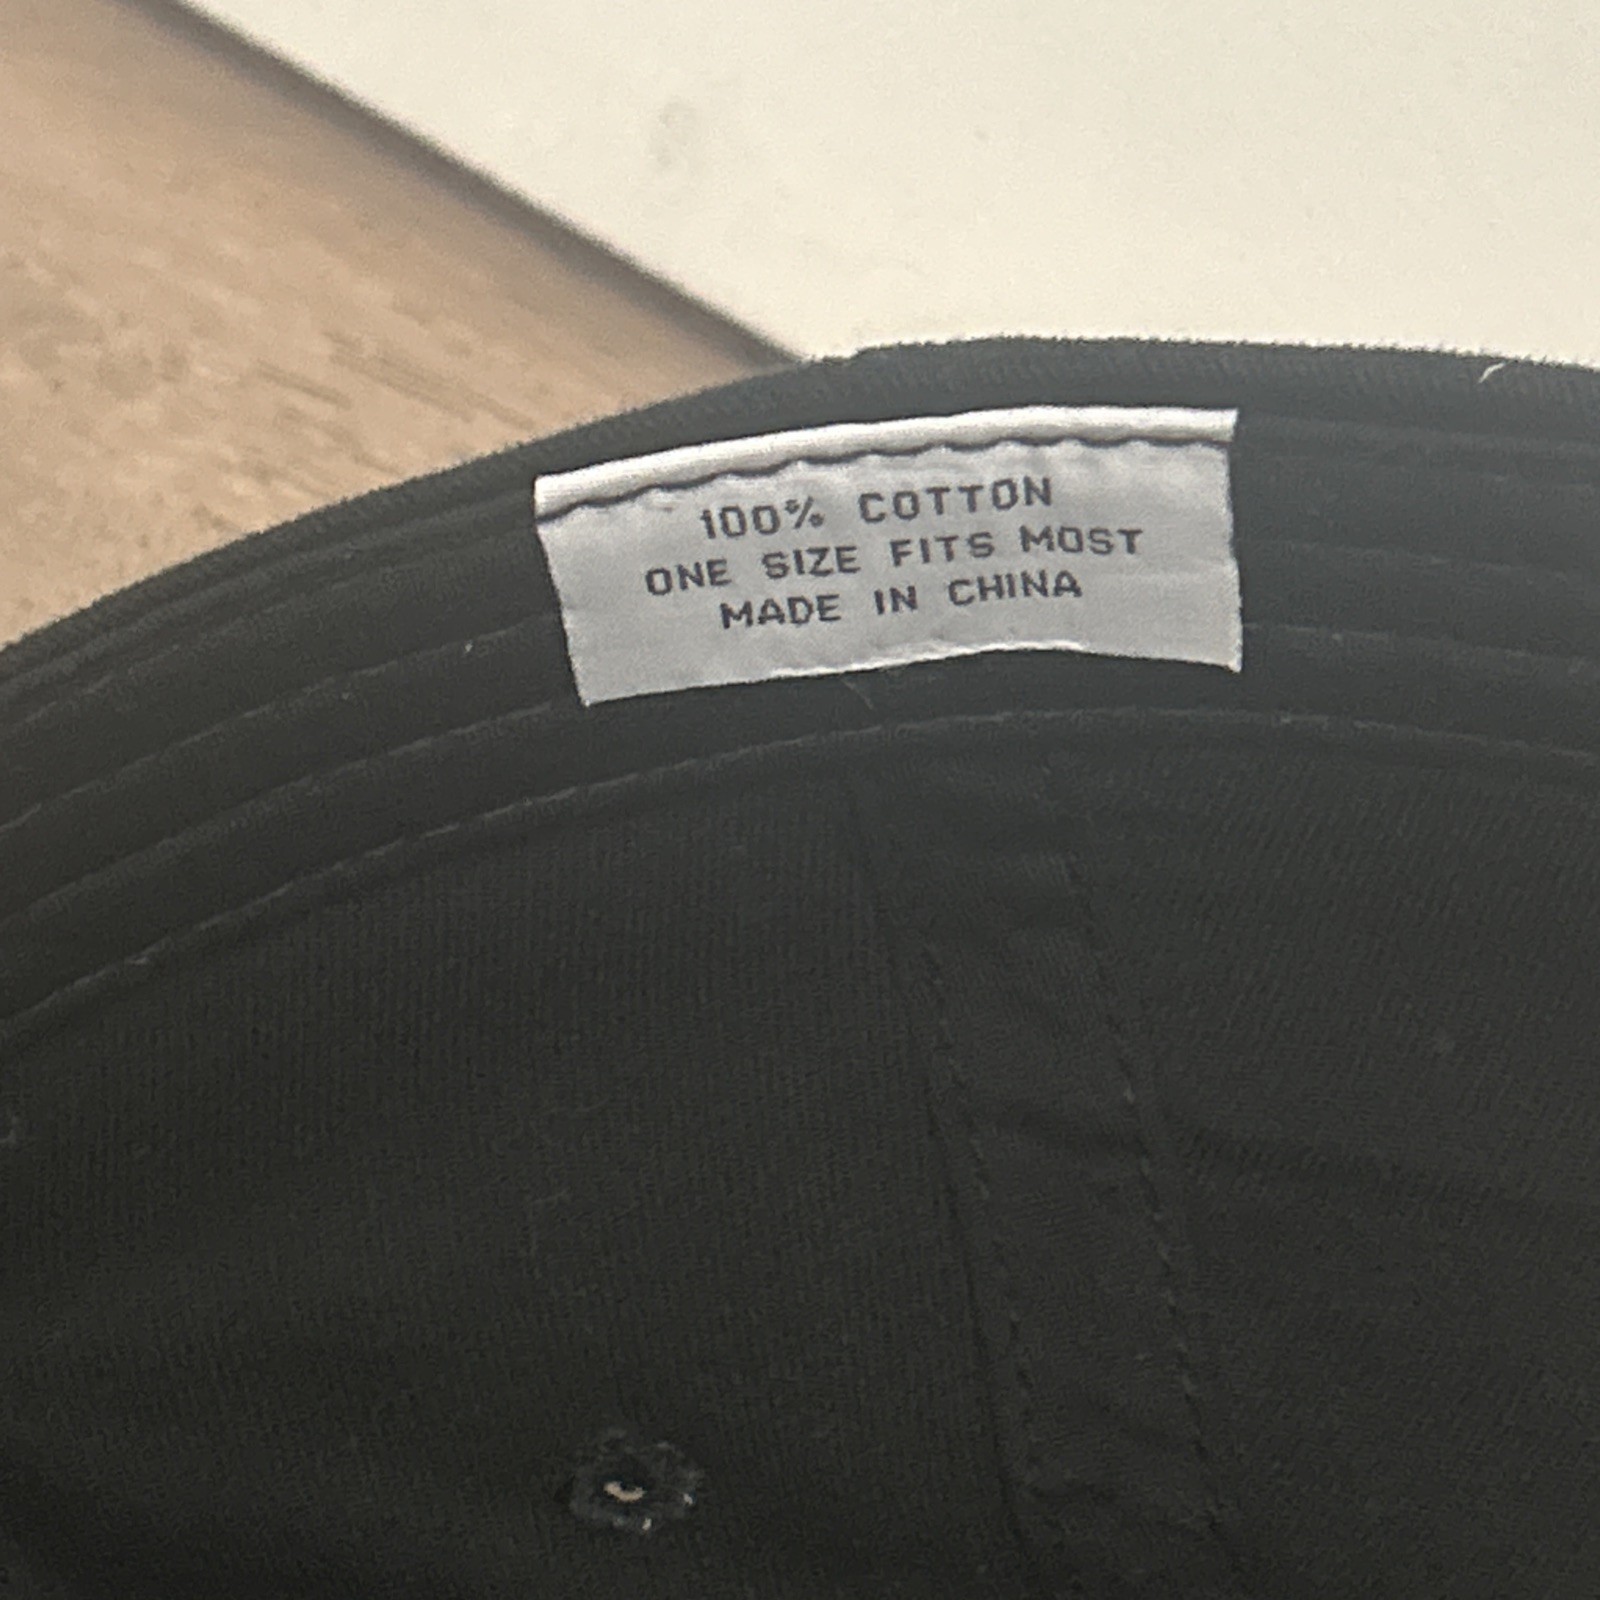 100% COTTON
ONE SIZE FITS MOST
MADE IN CHINA